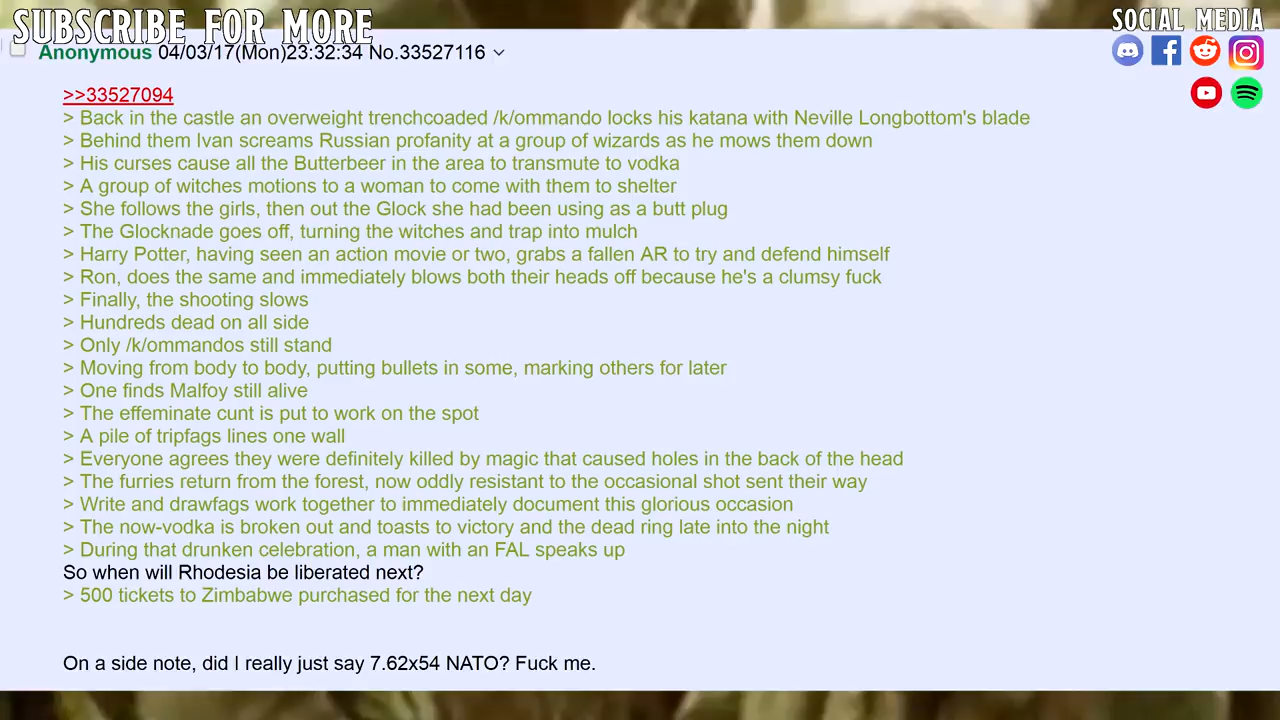 SUBSCRIBE FOR MORE
SOCIAL MEDIA
Anonymous 04/03/17(Mon)23:32:34 No.33527116
>>33527094
> Back in the castle an overweight trenchcoaded /k/ommando locks his katana with Neville Longbottom's blade
> Behind them Ivan screams Russian profanity at a group of wizards as he mows them down
> His curses cause all the Butterbeer in the area to transmute to vodka
> A group of witches motions to a woman to come with them to shelter
> She follows the girls, then out the Glock she had been using as a butt plug
> The Glocknade goes off, turning the witches and trap into mulch
> Harry Potter, having seen an action movie or two, grabs a fallen AR to try and defend himself
> Ron, does the same and immediately blows both their heads off because he's a clumsy fuck
> Finally, the shooting slows
> Hundreds dead on all side
> Only /k/ommandos still stand
> Moving from body to body, putting bullets in some, marking others for later
> One finds Malfoy still alive
> The effeminate cunt is put to work on the spot
> A pile of tripfags lines one wall
> Everyone agrees they were definitely killed by magic that caused holes in the back of the head
> The furries return from the forest, now oddly resistant to the occasional shot sent their way
> Write and drawfags work together to immediately document this glorious occasion
> The now-vodka is broken out and toasts to victory and the dead ring late into the night
> During that drunken celebration, a man with an FAL speaks up
So when will Rhodesia be liberated next?
> 500 tickets to Zimbabwe purchased for the next day
On a side note, did I really just say 7.62x54 NATO? Fuck me.